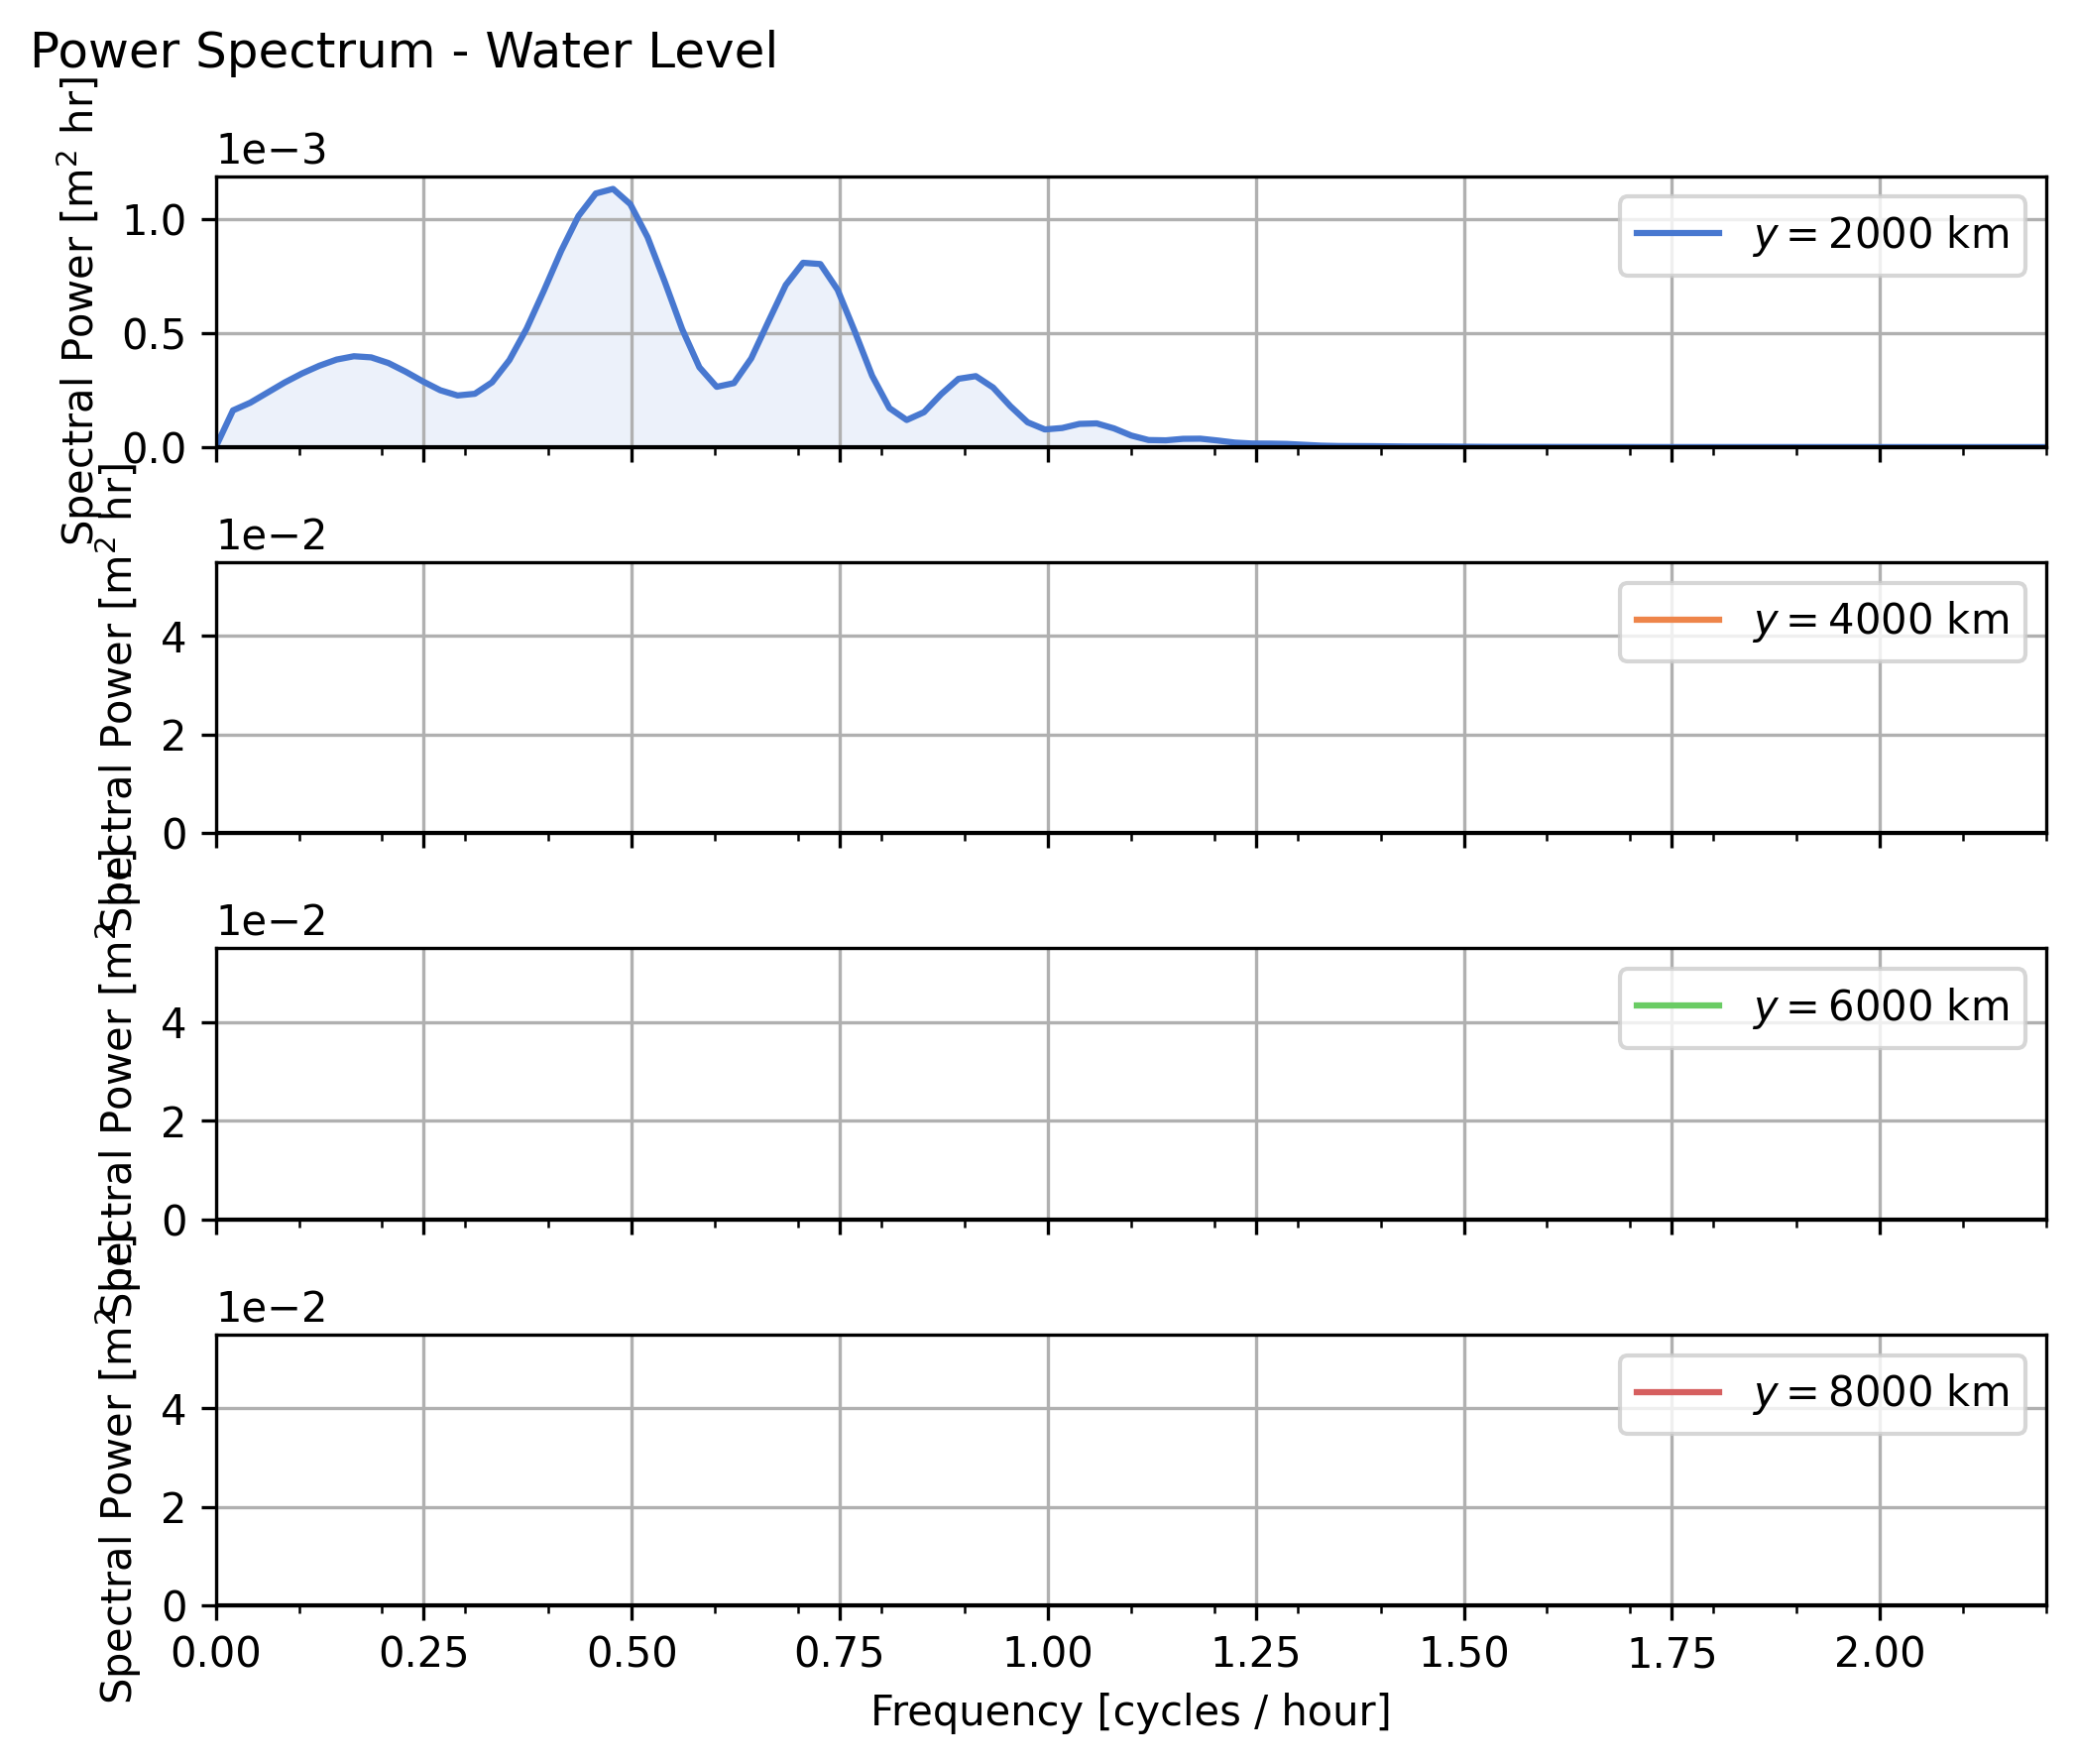 Power Spectrum - Water Level
1e−3
Spectral Power [m² hr]
1.0
0.5
0.0
y = 2000 km
1e−2
Spectral Power [m² hr]
4
2
0
y = 4000 km
1e−2
Spectral Power [m² hr]
4
2
0
y = 6000 km
1e−2
Spectral Power [m² hr]
4
2
0
y = 8000 km
0.00 0.25 0.50 0.75 1.00 1.25 1.50 1.75 2.00
Frequency [cycles / hour]